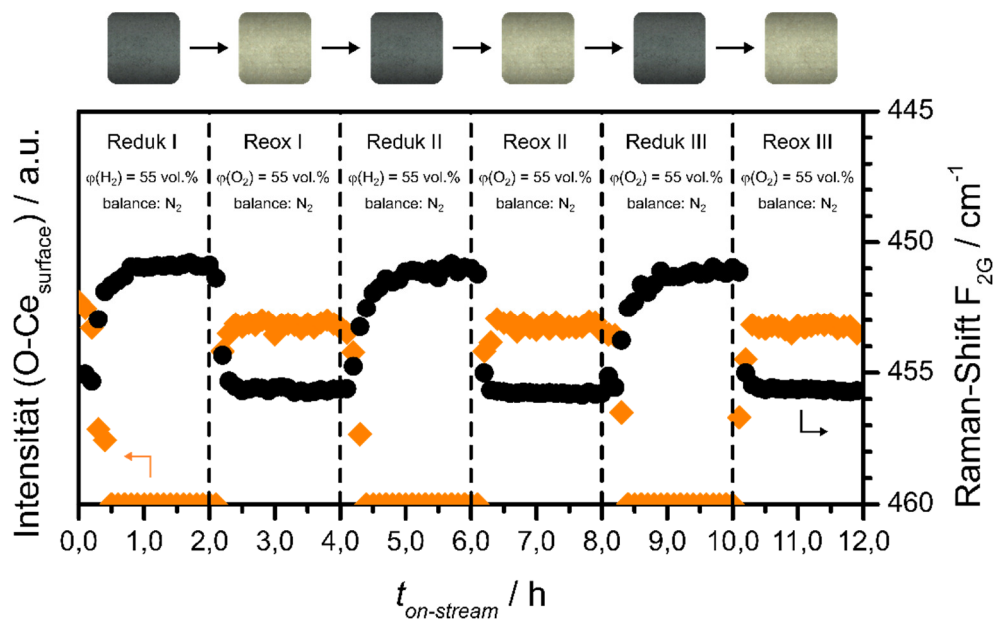 Reduk I
Reox I
Reduk II
Reox II
Reduk III
Reox III
φ(H₂) = 55 vol.%
φ(O₂) = 55 vol.%
φ(H₂) = 55 vol.%
φ(O₂) = 55 vol.%
φ(O₂) = 55 vol.%
φ(O₂) = 55 vol.%
balance: N₂
balance: N₂
balance: N₂
balance: N₂
balance: N₂
balance: N₂
Intensität (O-Ce_surface) / a.u.
445
450
455
460
Raman-Shift F₂G / cm⁻¹
0,0 1,0 2,0 3,0 4,0 5,0 6,0 7,0 8,0 9,0 10,0 11,0 12,0
t_on-stream / h